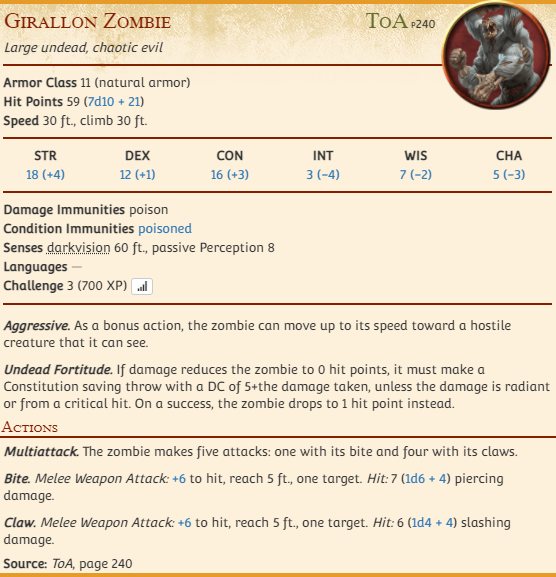 Girallon Zombie ToA p240
Large undead, chaotic evil
Armor Class 11 (natural armor)
Hit Points 59 (7d10 + 21)
Speed 30 ft., climb 30 ft.
STR DEX CON INT WIS CHA
18 (+4) 12 (+1) 16 (+3) 3 (−4) 7 (−2) 5 (−3)
Damage Immunities poison
Condition Immunities poisoned
Senses darkvision 60 ft., passive Perception 8
Languages —
Challenge 3 (700 XP)
Aggressive. As a bonus action, the zombie can move up to its speed toward a hostile
creature that it can see.
Undead Fortitude. If damage reduces the zombie to 0 hit points, it must make a
Constitution saving throw with a DC of 5+the damage taken, unless the damage is radiant
or from a critical hit. On a success, the zombie drops to 1 hit point instead.
Actions
Multiattack. The zombie makes five attacks: one with its bite and four with its claws.
Bite. Melee Weapon Attack: +6 to hit, reach 5 ft., one target. Hit: 7 (1d6 + 4) piercing
damage.
Claw. Melee Weapon Attack: +6 to hit, reach 5 ft., one target. Hit: 6 (1d4 + 4) slashing
damage.
Source: ToA, page 240